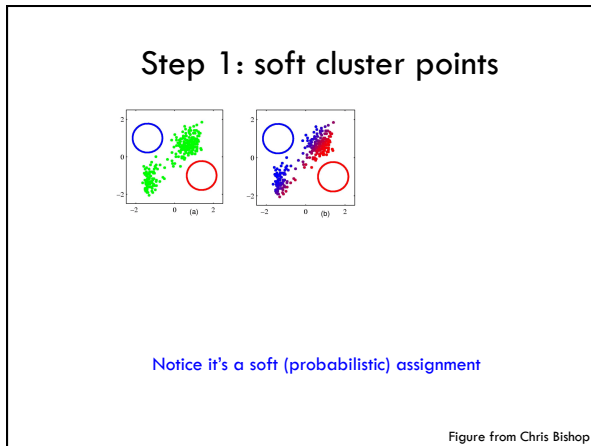 Step 1: soft cluster points
2
0
−2
−2
0
(a)
2
2
0
−2
−2
0
(b)
2
Notice it's a soft (probabilistic) assignment
Figure from Chris Bishop